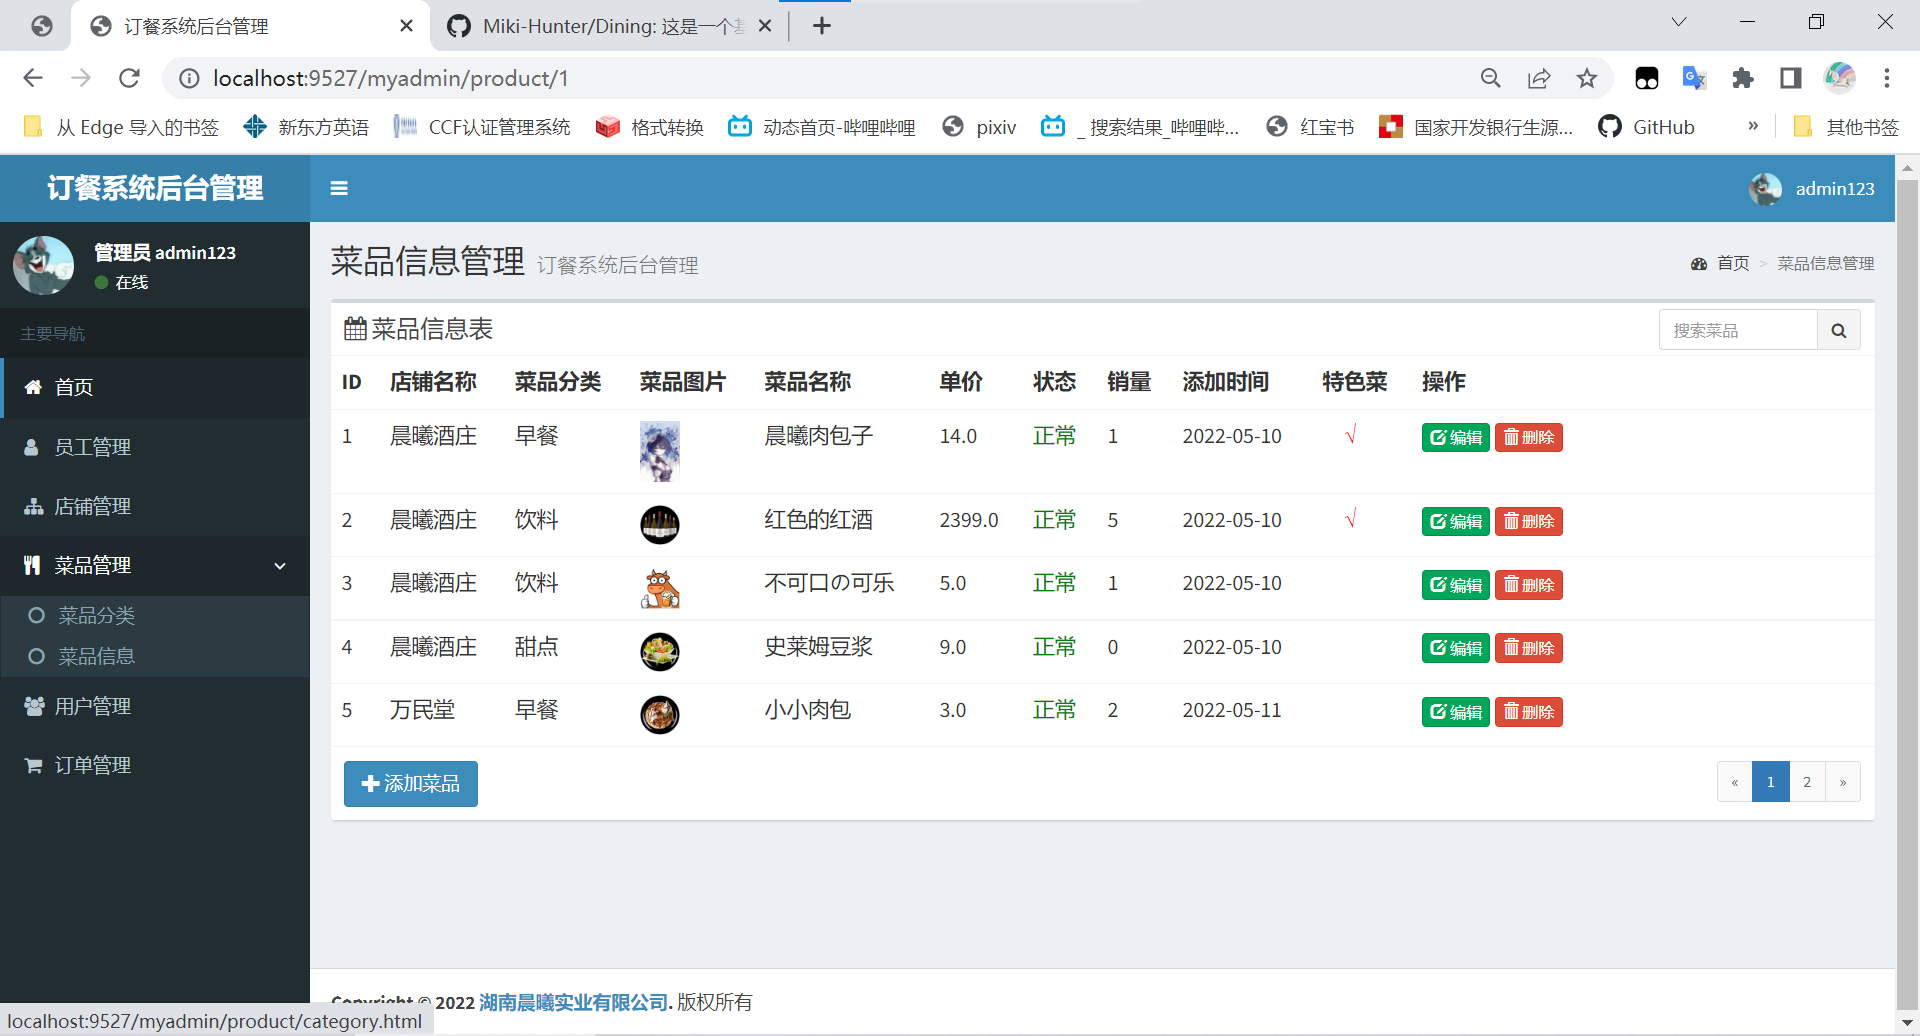 订餐系统后台管理
Miki-Hunter/Dining: 这是一个基
localhost:9527/myadmin/product/1
从 Edge 导入的书签
新东方英语
CCF认证管理系统
格式转换
动态首页-哔哩哔哩
pixiv
_ 搜索结果_哔哩哔...
红宝书
国家开发银行生源...
GitHub
»
其他书签
订餐系统后台管理
admin123
管理员 admin123
在线
主要导航
首页
员工管理
店铺管理
菜品管理
菜品分类
菜品信息
用户管理
订单管理
菜品信息管理 订餐系统后台管理
首页 > 菜品信息管理
菜品信息表
搜索菜品
ID 店铺名称 菜品分类 菜品图片 菜品名称 单价 状态 销量 添加时间 特色菜 操作
1 晨曦酒庄 早餐 晨曦肉包子 14.0 正常 1 2022-05-10 √ 编辑 删除
2 晨曦酒庄 饮料 红色的红酒 2399.0 正常 5 2022-05-10 √ 编辑 删除
3 晨曦酒庄 饮料 不可口の可乐 5.0 正常 1 2022-05-10 编辑 删除
4 晨曦酒庄 甜点 史莱姆豆浆 9.0 正常 0 2022-05-10 编辑 删除
5 万民堂 早餐 小小肉包 3.0 正常 2 2022-05-11 编辑 删除
添加菜品
« 1 2 »
Copyright © 2022 湖南晨曦实业有限公司. 版权所有
localhost:9527/myadmin/product/category.html